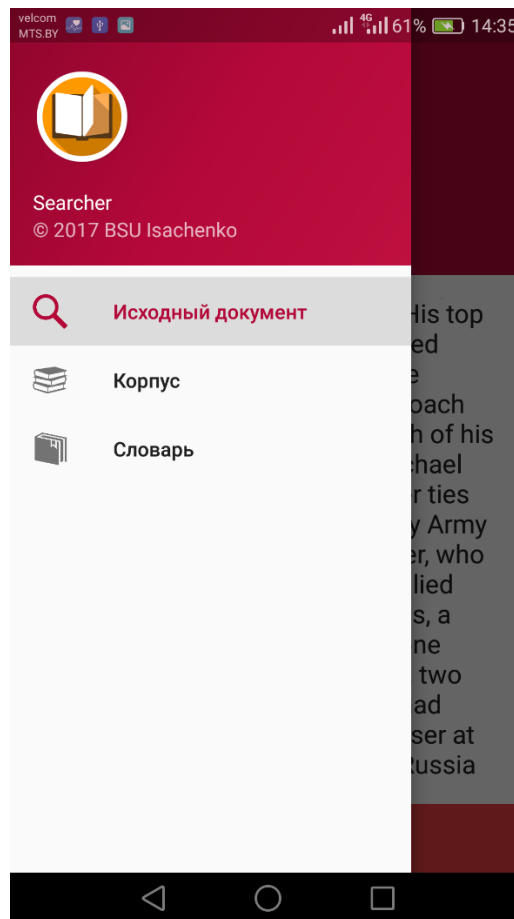 velcom
MTS.BY
4G
61% 14:35
Searcher
© 2017 BSU Isachenko
Исходный документ
Корпус
Словарь
His top
ed
e
oach
h of his
chael
r ties
y Army
er, who
lied
s, a
ne
two
ad
ser at
Russia